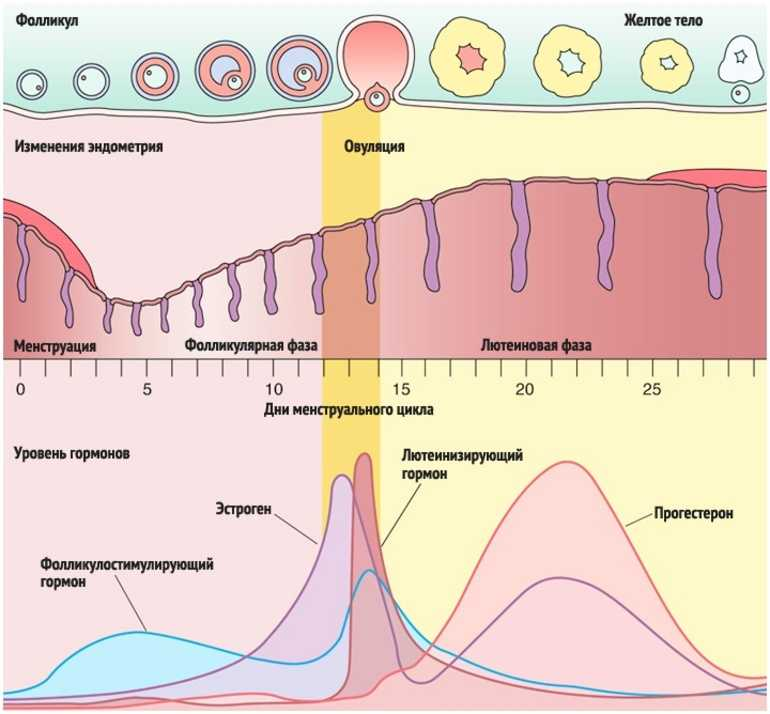 Фолликул
Желтое тело
Изменения эндометрия
Овуляция
Менструация
Фолликулярная фаза
Лютеиновая фаза
0 5 10 15 20 25
Дни менструального цикла
Уровень гормонов
Лютеинизирующий
гормон
Эстроген
Прогестерон
Фолликулостимулирующий
гормон